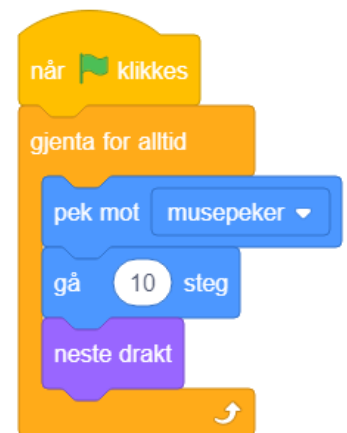 når klikkes
gjenta for alltid
pek mot musepeker
gå 10 steg
neste drakt